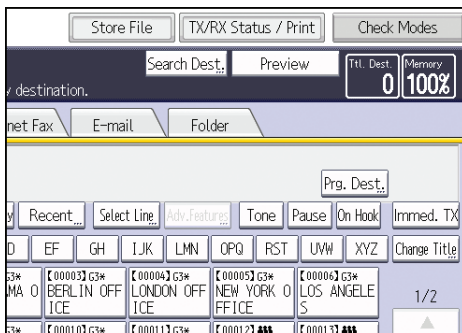 Store File TX/RX Status / Print Check Modes
Search Dest. Preview Ttl. Dest. Memory
y destination. 0 100%
net Fax E-mail Folder
Prg. Dest.
y Recent Select Line Adv.Features Tone Pause On Hook Immed. TX
D EF GH IJK LMN OPQ RST UVW XYZ Change Title
G3* 【00003】G3* 【00004】G3* 【00005】G3* 【00006】G3*
MA O BERLIN OFF LONDON OFF NEW YORK O LOS ANGELE 1/2
ICE ICE FFICE S
G3* 【00010】G3* 【00011】G3* 【00012】 【00013】